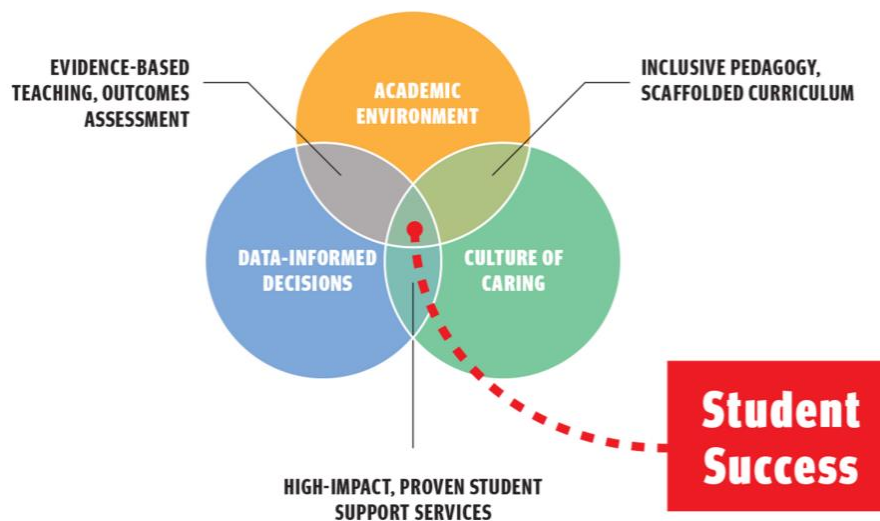 EVIDENCE-BASED
TEACHING, OUTCOMES
ASSESSMENT
ACADEMIC
ENVIRONMENT
INCLUSIVE PEDAGOGY,
SCAFFOLDED CURRICULUM
DATA-INFORMED
DECISIONS
CULTURE OF
CARING
Student
Success
HIGH-IMPACT, PROVEN STUDENT
SUPPORT SERVICES